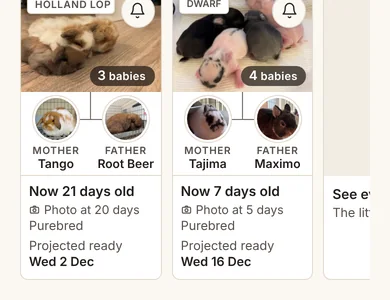 HOLLAND LOP
3 babies
MOTHER
Tango
FATHER
Root Beer
Now 21 days old
Photo at 20 days
Purebred
Projected ready
Wed 2 Dec
DWARF
4 babies
MOTHER
Tajima
FATHER
Maximo
Now 7 days old
Photo at 5 days
Purebred
Projected ready
Wed 16 Dec
See
The